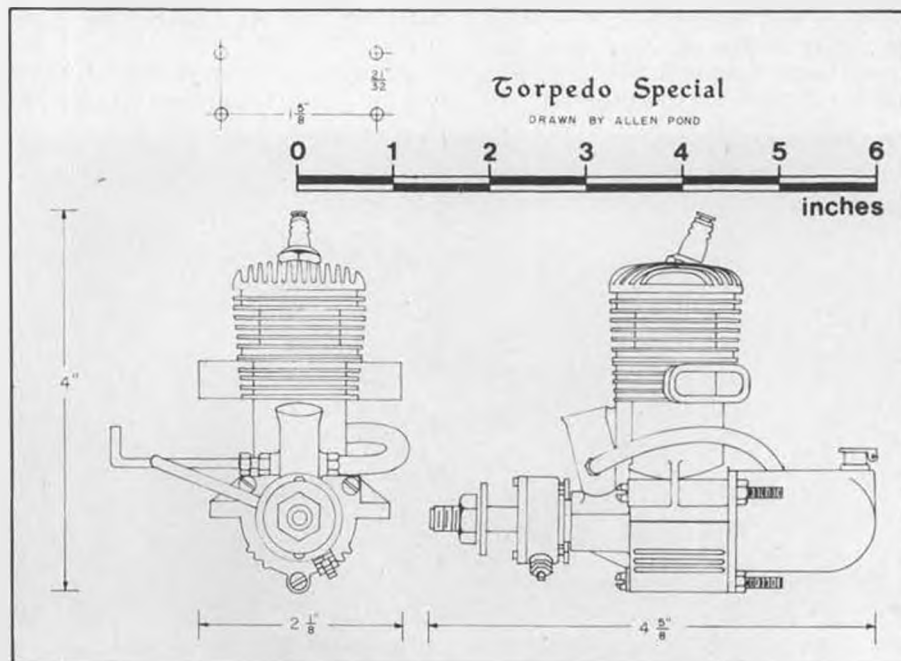 21"
32
Torpedo Special
1 5/8"
DRAWN BY ALLEN POND
0 1 2 3 4 5 6
inches
4"
2 1/8"
4 5/8"